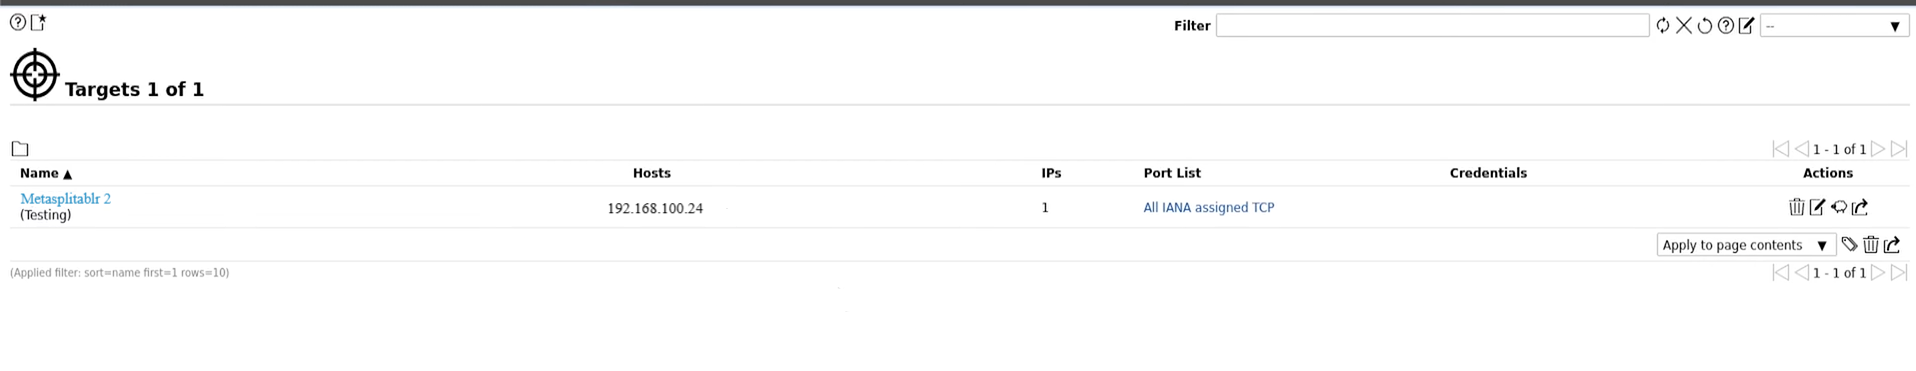 Filter
--
Targets 1 of 1
1 - 1 of 1
Name Hosts IPs Port List Credentials Actions
Metasplitablr 2 192.168.100.24 1 All IANA assigned TCP
(Testing)
Apply to page contents
(Applied filter: sort=name first=1 rows=10) 1 - 1 of 1